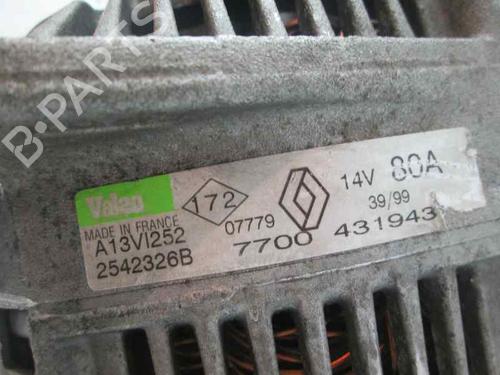 B-PARTS
Valeo
172
14V 80A
MADE IN FRANCE
07779
39/99
A13VI252
7700 431943
2542326B